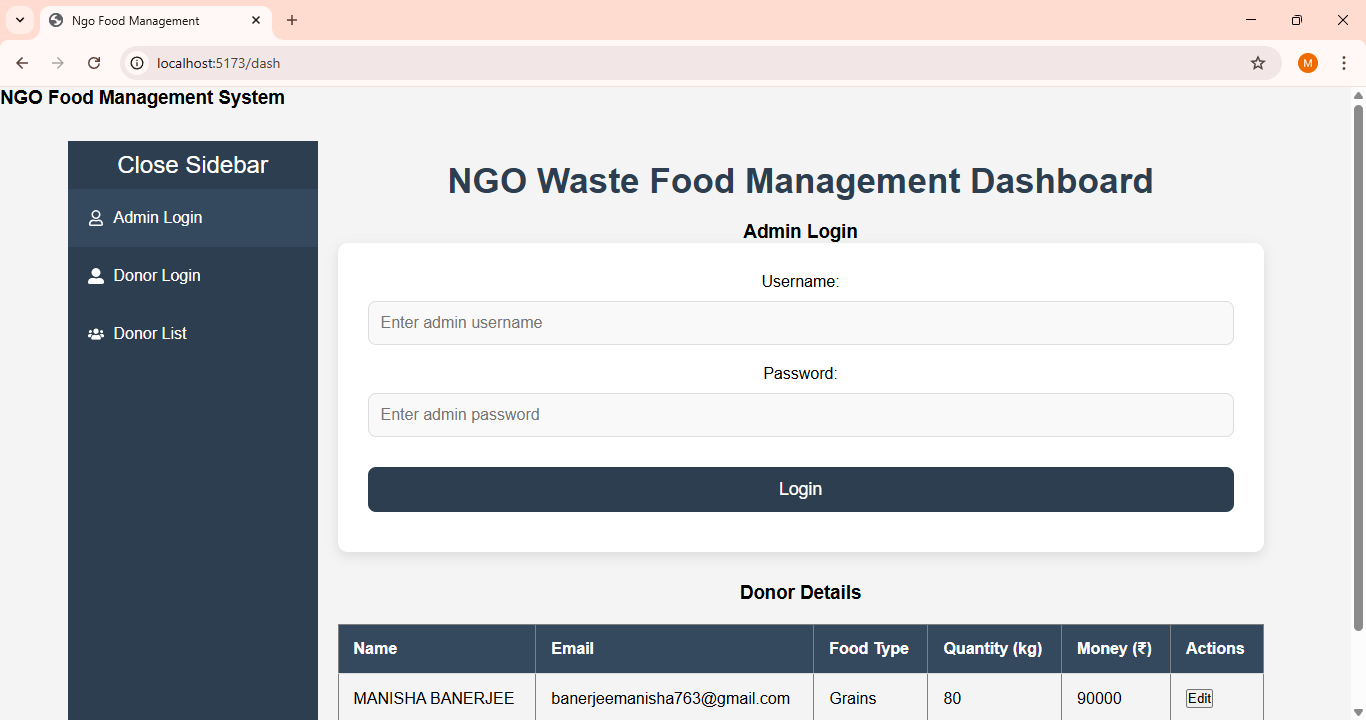 Ngo Food Management
localhost:5173/dash
M
NGO Food Management System
Close Sidebar
Admin Login
Donor Login
Donor List
NGO Waste Food Management Dashboard
Admin Login
Username:
Enter admin username
Password:
Enter admin password
Login
Donor Details
Name Email Food Type Quantity (kg) Money (₹) Actions
MANISHA BANERJEE banerjeemanisha763@gmail.com Grains 80 90000 Edit